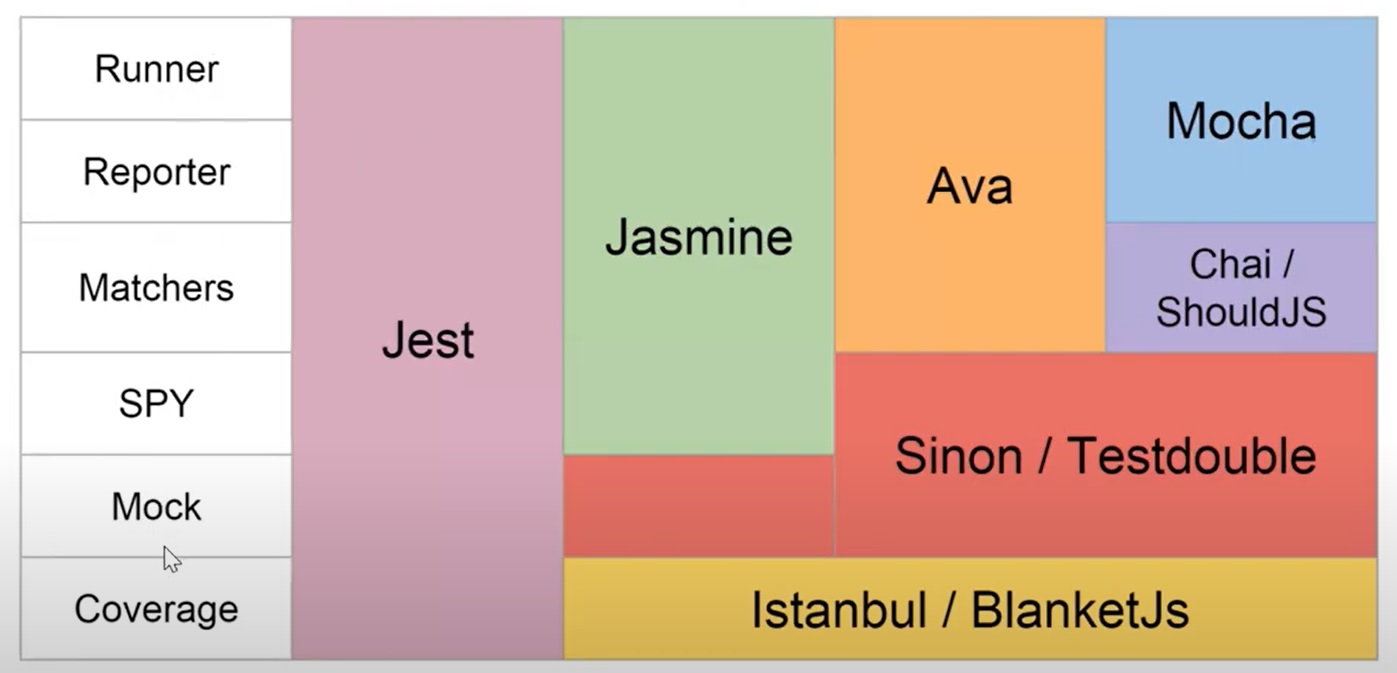 Runner
Reporter
Matchers
SPY
Mock
Coverage
Jest
Jasmine
Ava
Mocha
Chai /
ShouldJS
Sinon / Testdouble
Istanbul / BlanketJs